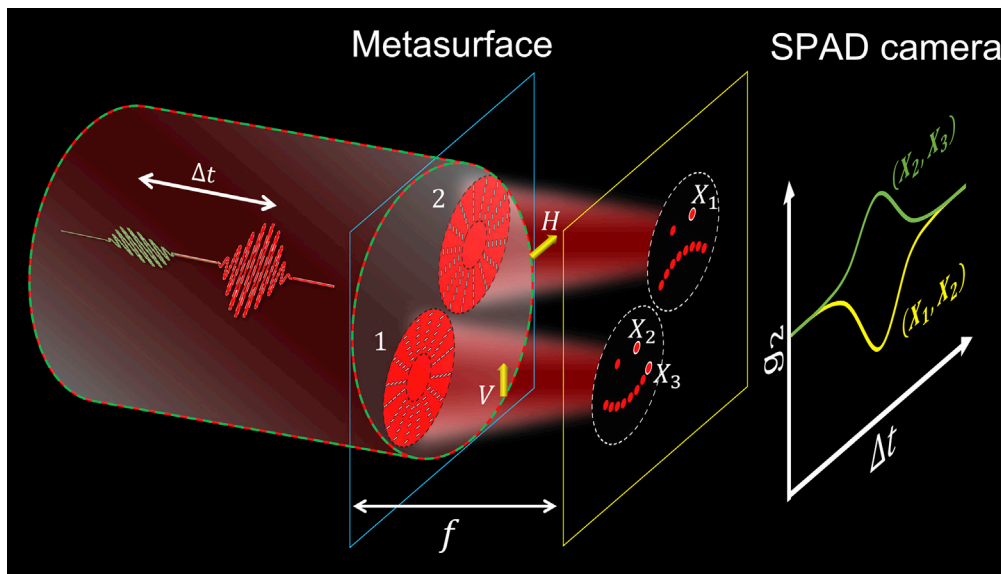 Metasurface
SPAD camera
Δt
2
H
1
V
X₁
X₂
X₃
f
g₂
(X₂, X₃)
(X₁, X₂)
Δt